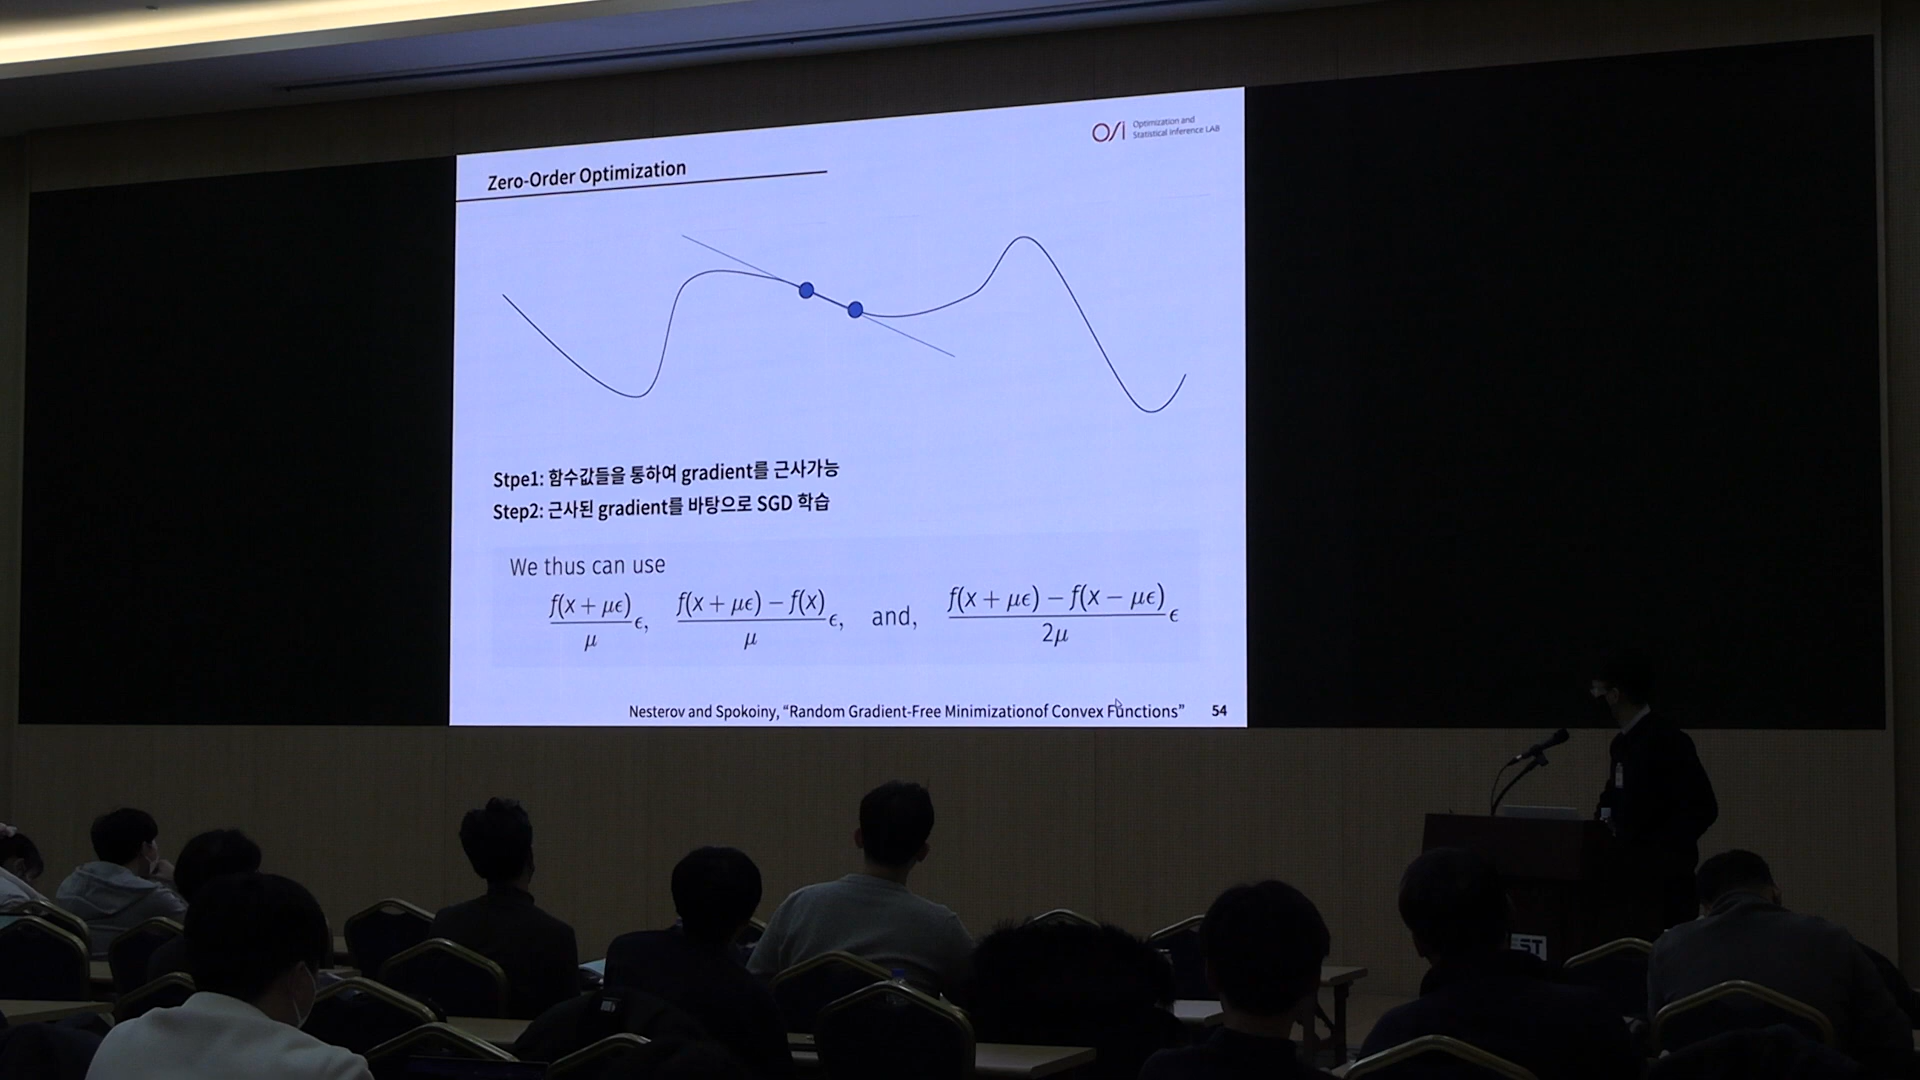 OSI Optimization and
Statistical Inference LAB
Zero-Order Optimization
Stpe1: 함수값들을 통하여 gradient를 근사가능
Step2: 근사된 gradient를 바탕으로 SGD 학습
We thus can use
f(x + μϵ)/μ ϵ, f(x + μϵ) − f(x)/μ ϵ, and, f(x + μϵ) − f(x − μϵ)/2μ ϵ
Nesterov and Spokoiny, “Random Gradient-Free Minimizationof Convex Functions” 54